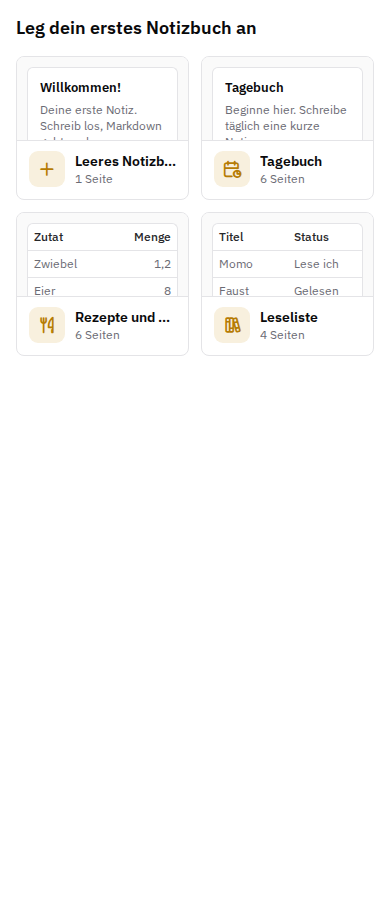 Leg dein erstes Notizbuch an
Willkommen!
Deine erste Notiz.
Schreib los, Markdown
Leeres Notizb...
1 Seite
Tagebuch
Beginne hier. Schreibe
täglich eine kurze
Tagebuch
6 Seiten
Zutat Menge
Zwiebel 1,2
Eier 8
Rezepte und ...
6 Seiten
Titel Status
Momo Lese ich
Faust Gelesen
Leseliste
4 Seiten